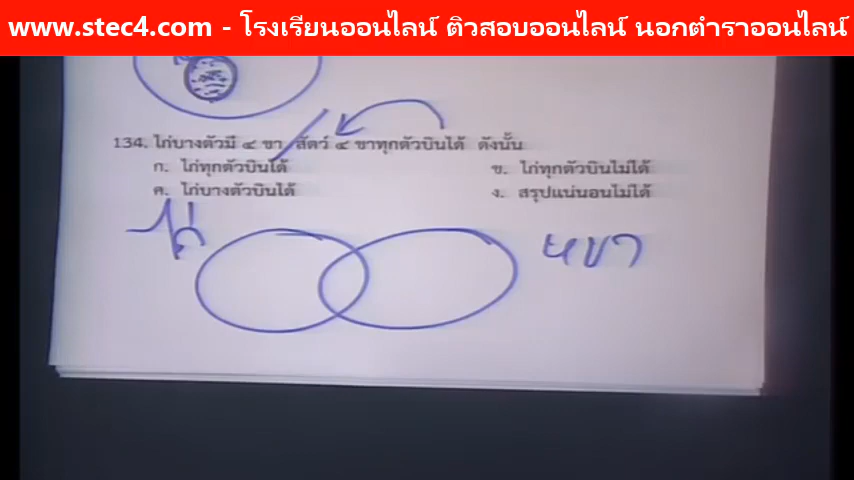 www.stec4.com - โรงเรียนออนไลน์ ติวสอบออนไลน์ นอกตำราออนไลน์
134. ไก่บางตัวมี ๔ ขา / สัตว์ ๔ ขาทุกตัวบินได้ ดังนั้น
ก. ไก่ทุกตัวบินได้ ข. ไก่ทุกตัวบินไม่ได้
ค. ไก่บางตัวบินได้ ง. สรุปแน่นอนไม่ได้
ไก่